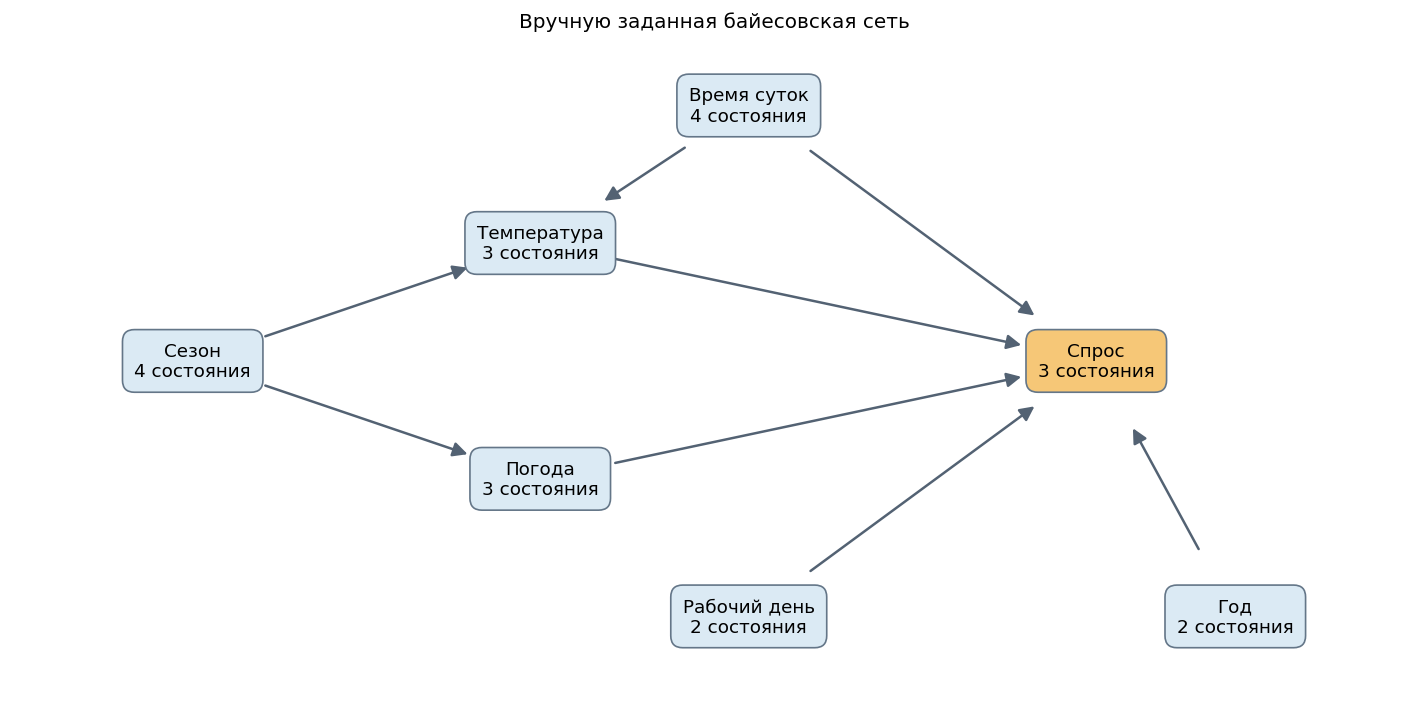 Вручную заданная байесовская сеть
Время суток
4 состояния
Температура
3 состояния
Сезон
4 состояния
Спрос
3 состояния
Погода
3 состояния
Рабочий день
2 состояния
Год
2 состояния